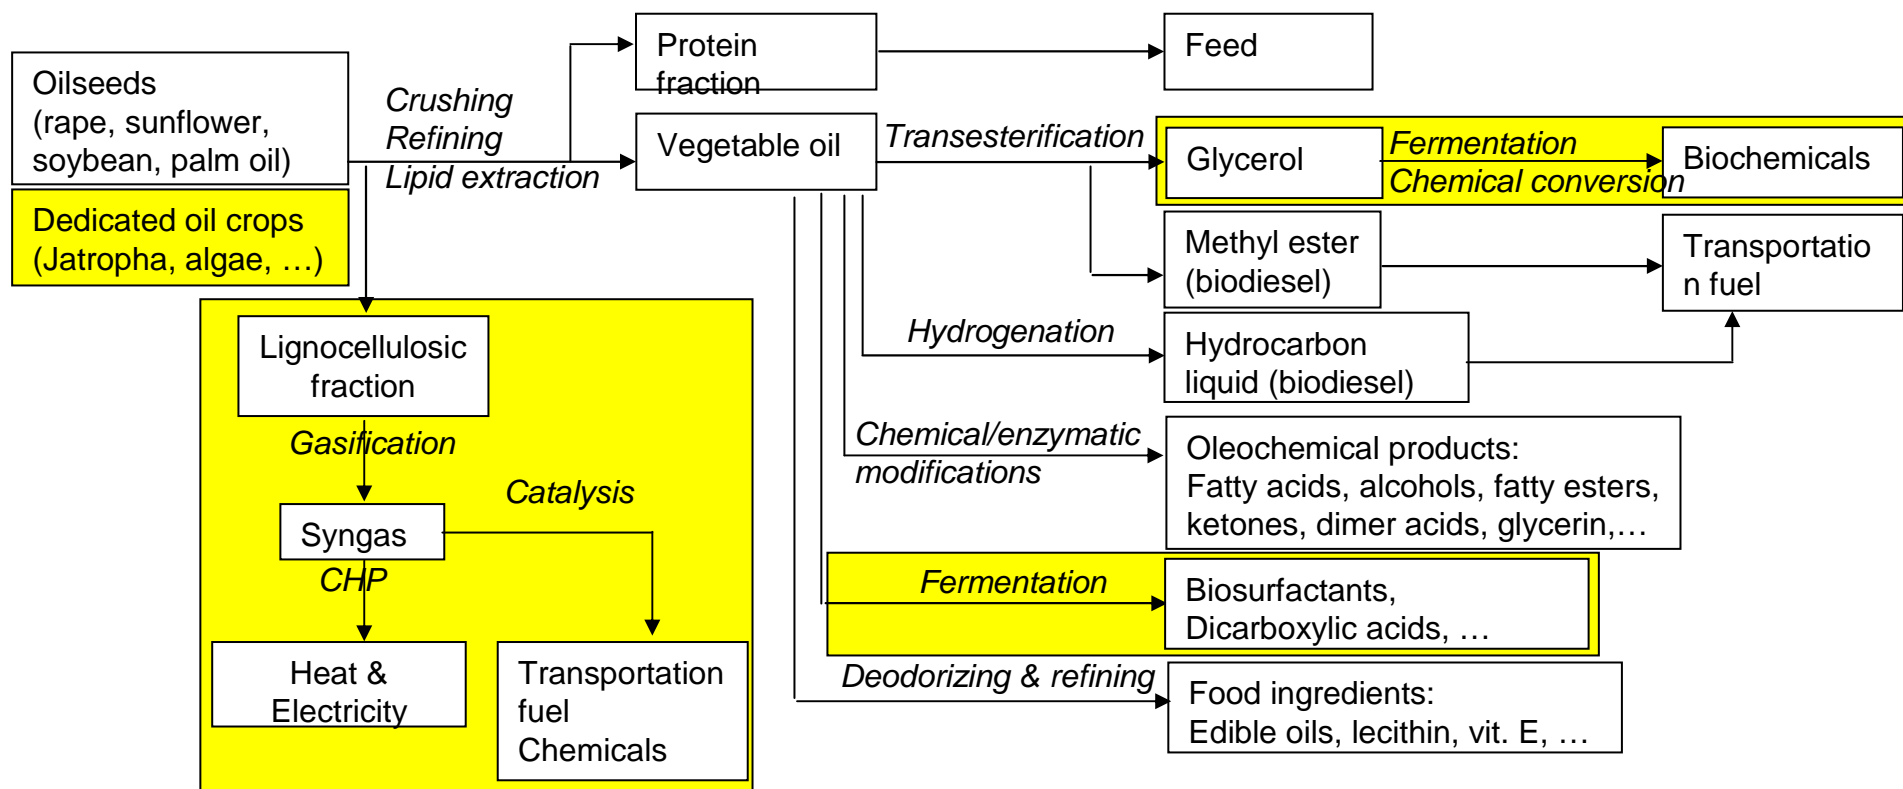 Oilseeds
(rape, sunflower,
soybean, palm oil)
Dedicated oil crops
(Jatropha, algae, …)
Crushing
Refining
Lipid extraction
Protein
fraction
Feed
Vegetable oil
Transesterification
Glycerol
Fermentation
Chemical conversion
Biochemicals
Methyl ester
(biodiesel)
Transportatio
n fuel
Hydrogenation
Hydrocarbon
liquid (biodiesel)
Chemical/enzymatic
modifications
Oleochemical products:
Fatty acids, alcohols, fatty esters,
ketones, dimer acids, glycerin,…
Fermentation
Biosurfactants,
Dicarboxylic acids, …
Deodorizing & refining
Food ingredients:
Edible oils, lecithin, vit. E, …
Lignocellulosic
fraction
Gasification
Syngas
Catalysis
CHP
Heat &
Electricity
Transportation
fuel
Chemicals